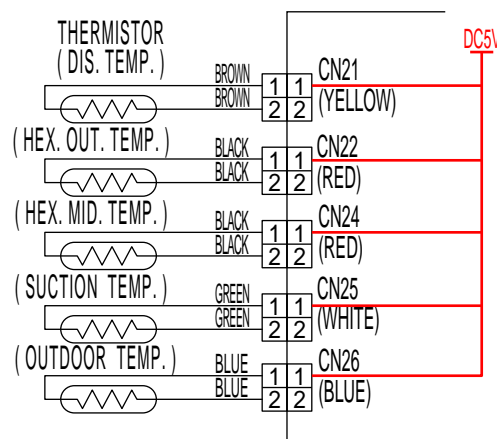 THERMISTOR
( DIS. TEMP. )
DC5V
BROWN 1 1 CN21
BROWN 2 2 (YELLOW)
( HEX. OUT. TEMP. )
BLACK 1 1 CN22
BLACK 2 2 (RED)
( HEX. MID. TEMP. )
BLACK 1 1 CN24
BLACK 2 2 (RED)
( SUCTION TEMP. )
GREEN 1 1 CN25
GREEN 2 2 (WHITE)
( OUTDOOR TEMP. )
BLUE 1 1 CN26
BLUE 2 2 (BLUE)